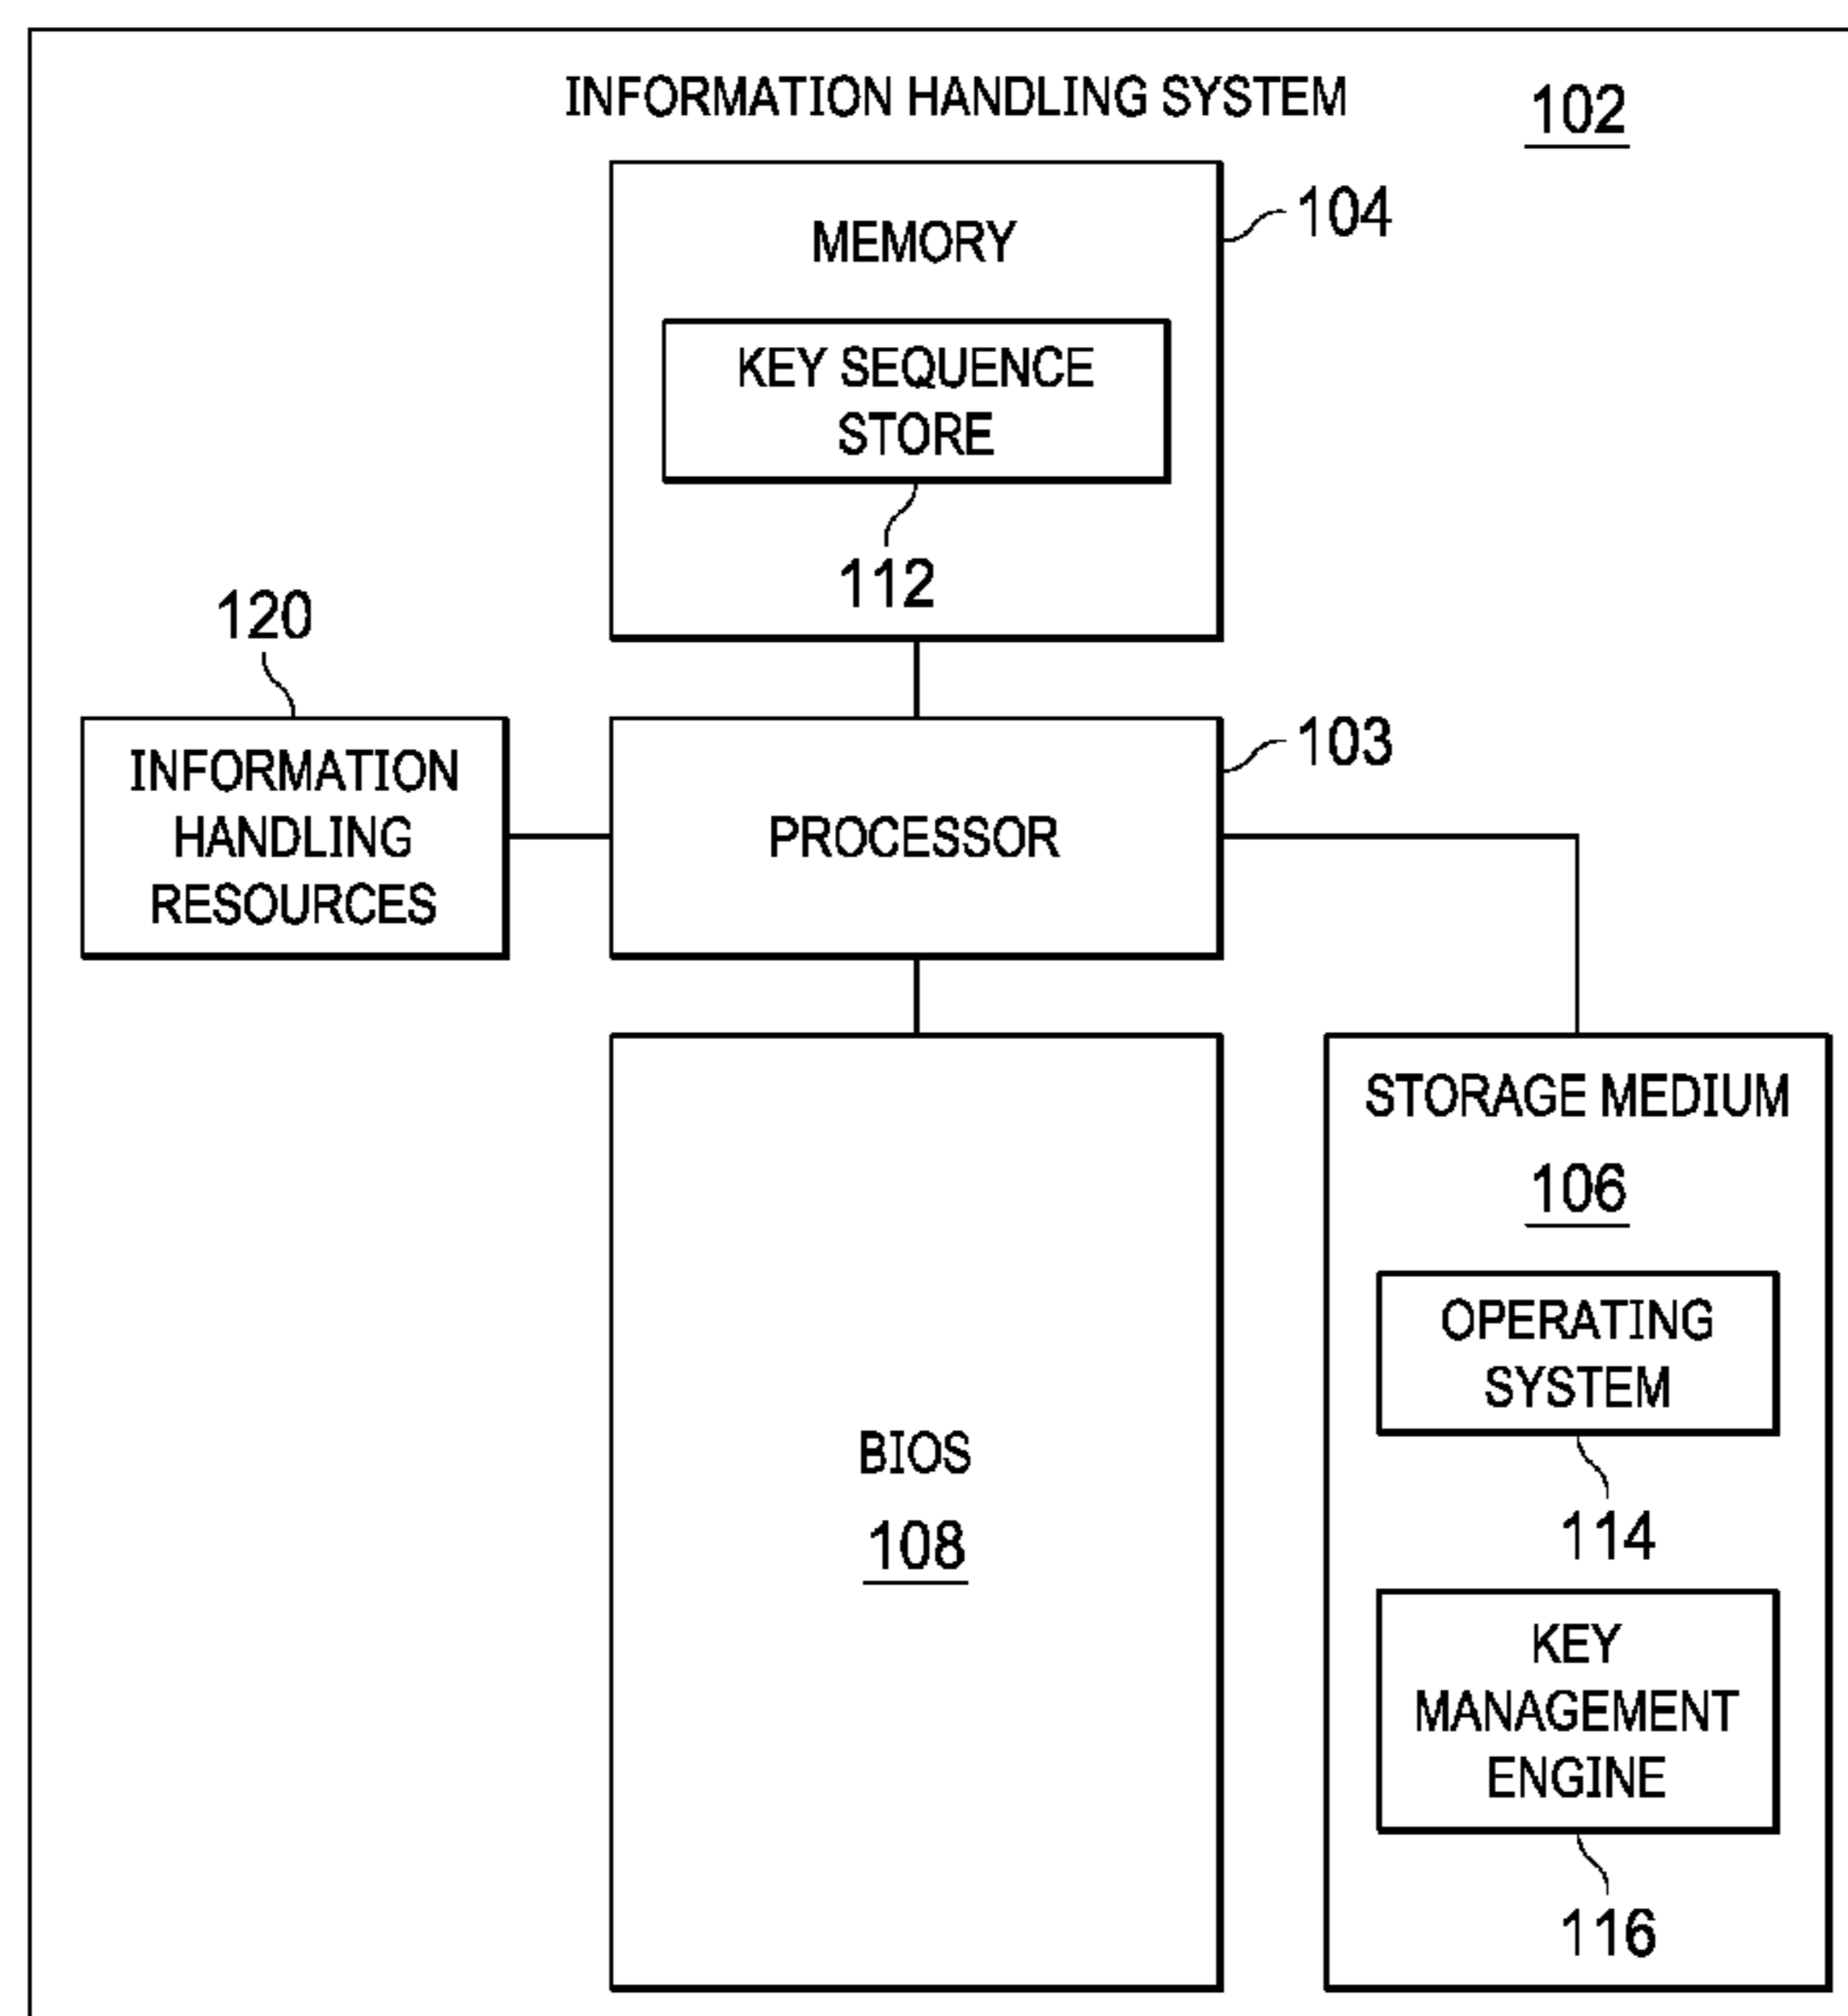 INFORMATION HANDLING SYSTEM
102
104
MEMORY
KEY SEQUENCE
STORE
112
120
103
INFORMATION
HANDLING
RESOURCES
PROCESSOR
STORAGE MEDIUM
106
OPERATING
SYSTEM
114
BIOS
108
KEY
MANAGEMENT
ENGINE
116